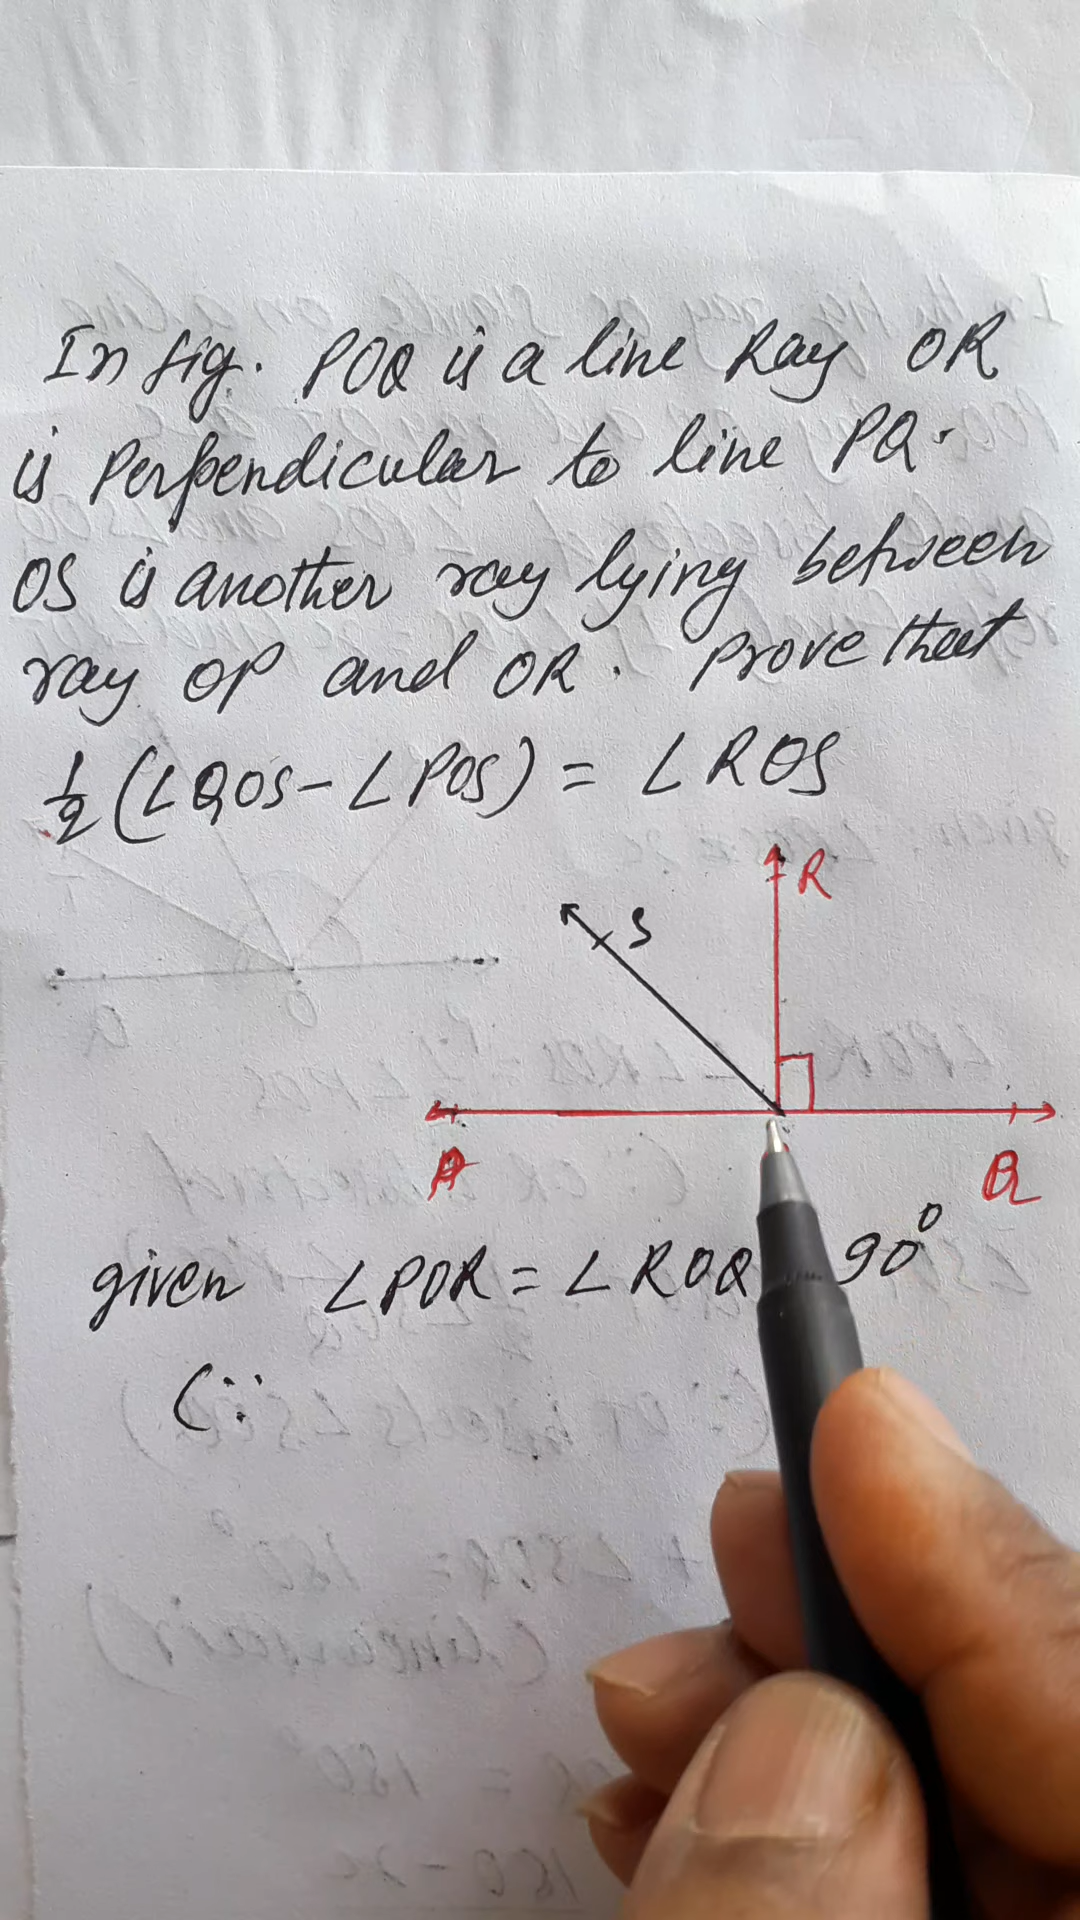 In fig. POQ is a line Ray OR
is Perpendicular to line PQ.
OS is another ray lying between
ray OP and OR. Prove that
1/2 (∠QOS - ∠POS) = ∠ROS
R
S
Q
given ∠POR = ∠ROQ 90°
(∵